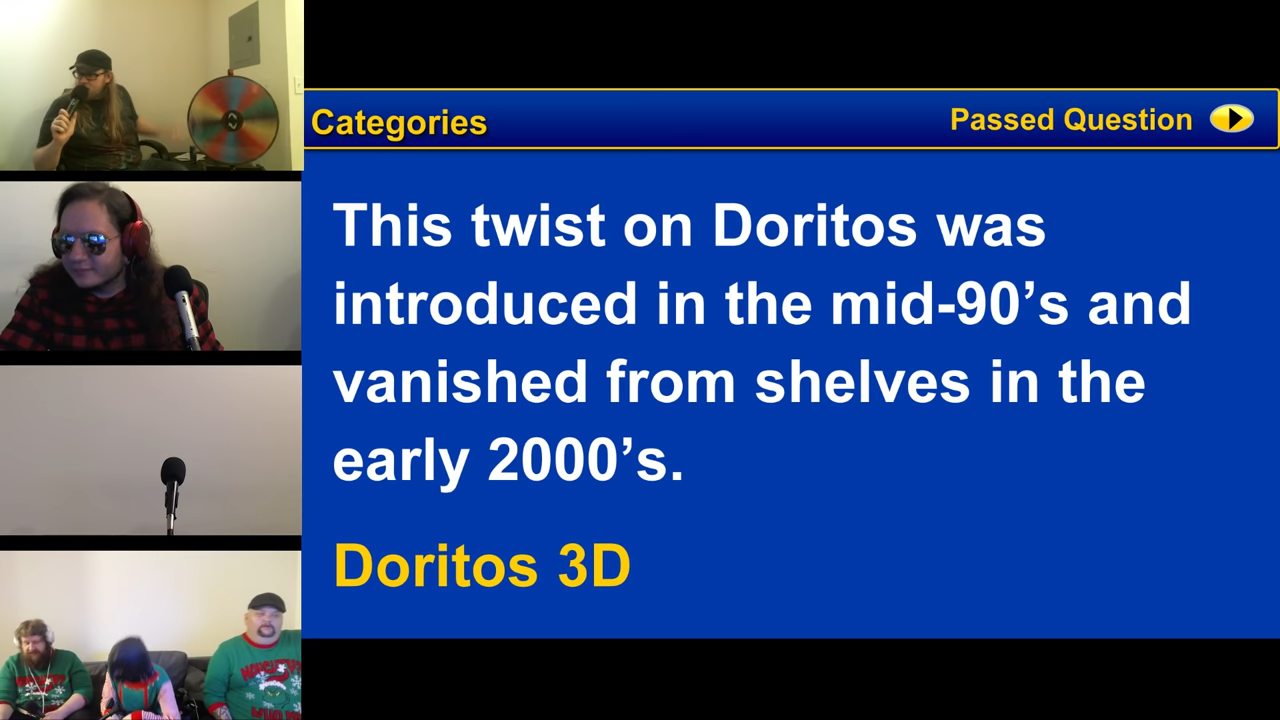 Categories
Passed Question
This twist on Doritos was
introduced in the mid-90’s and
vanished from shelves in the
early 2000’s.
Doritos 3D